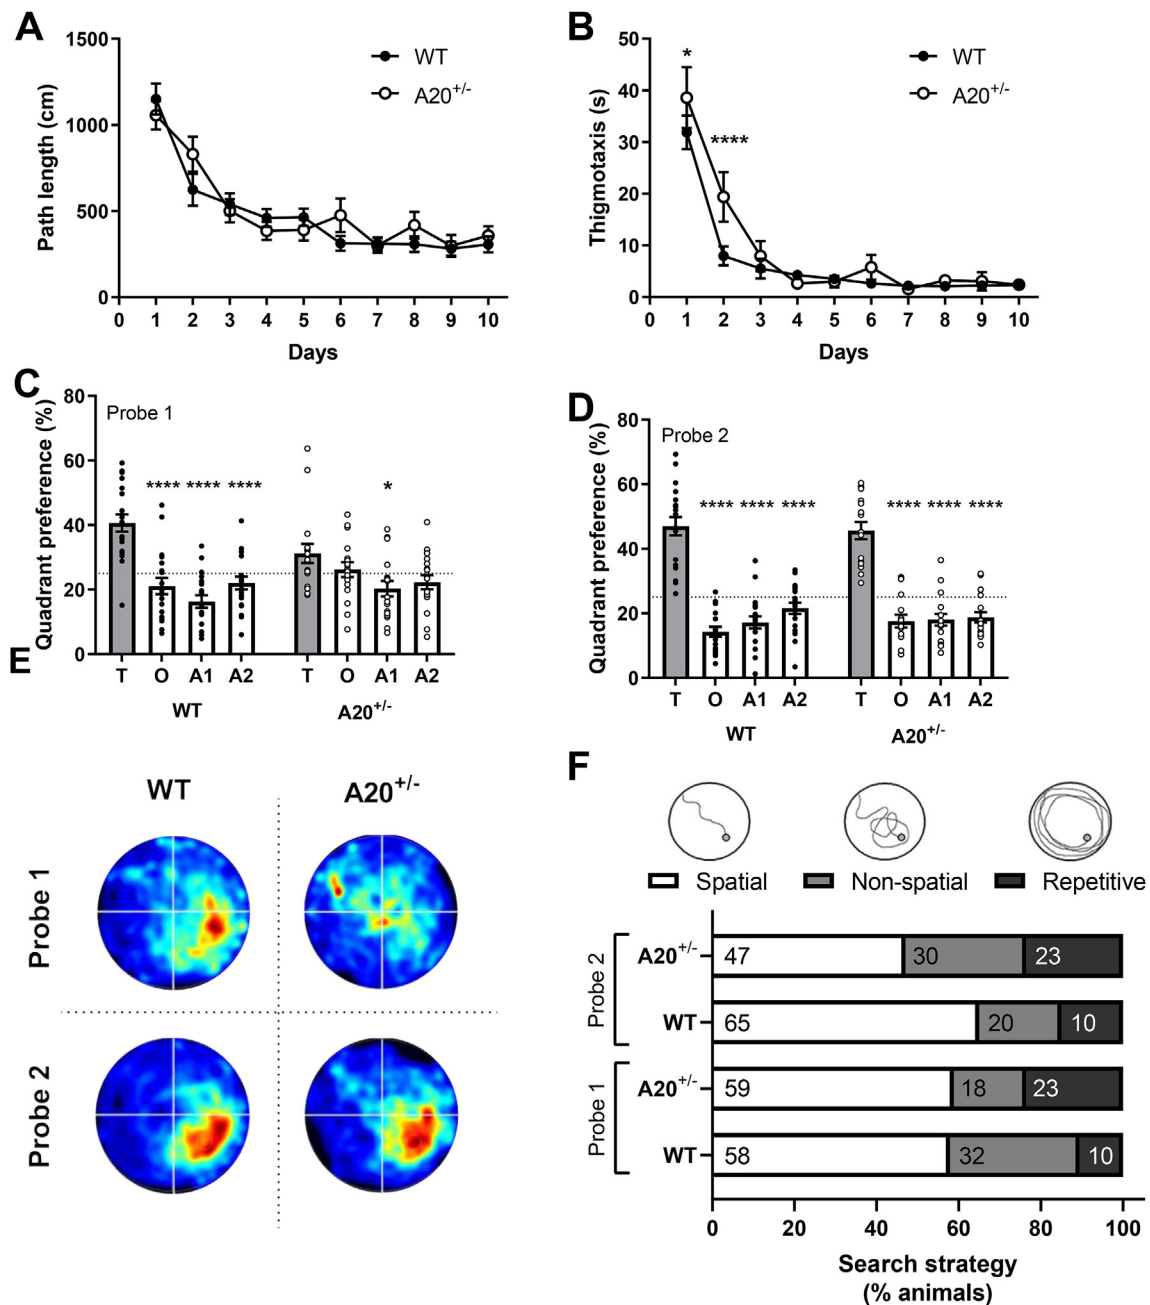 A
1500
1000
500
0
Path length (cm)
WT
A20+/-
0 1 2 3 4 5 6 7 8 9 10
Days
B
50
40
30
20
10
0
Thigmotaxis (s)
*
****
WT
A20+/-
0 1 2 3 4 5 6 7 8 9 10
Days
C
80
60
40
20
0
Quadrant preference (%)
Probe 1
**** **** **** *
T O A1 A2 T O A1 A2
WT A20+/-
D
80
60
40
20
0
Quadrant preference (%)
Probe 2
**** **** **** **** **** ****
T O A1 A2 T O A1 A2
WT A20+/-
E
WT A20+/-
Probe 1
Probe 2
F
Spatial Non-spatial Repetitive
Probe 2
A20+/- 47 30 23
WT 65 20 10
Probe 1
A20+/- 59 18 23
WT 58 32 10
0 20 40 60 80 100
Search strategy
(% animals)